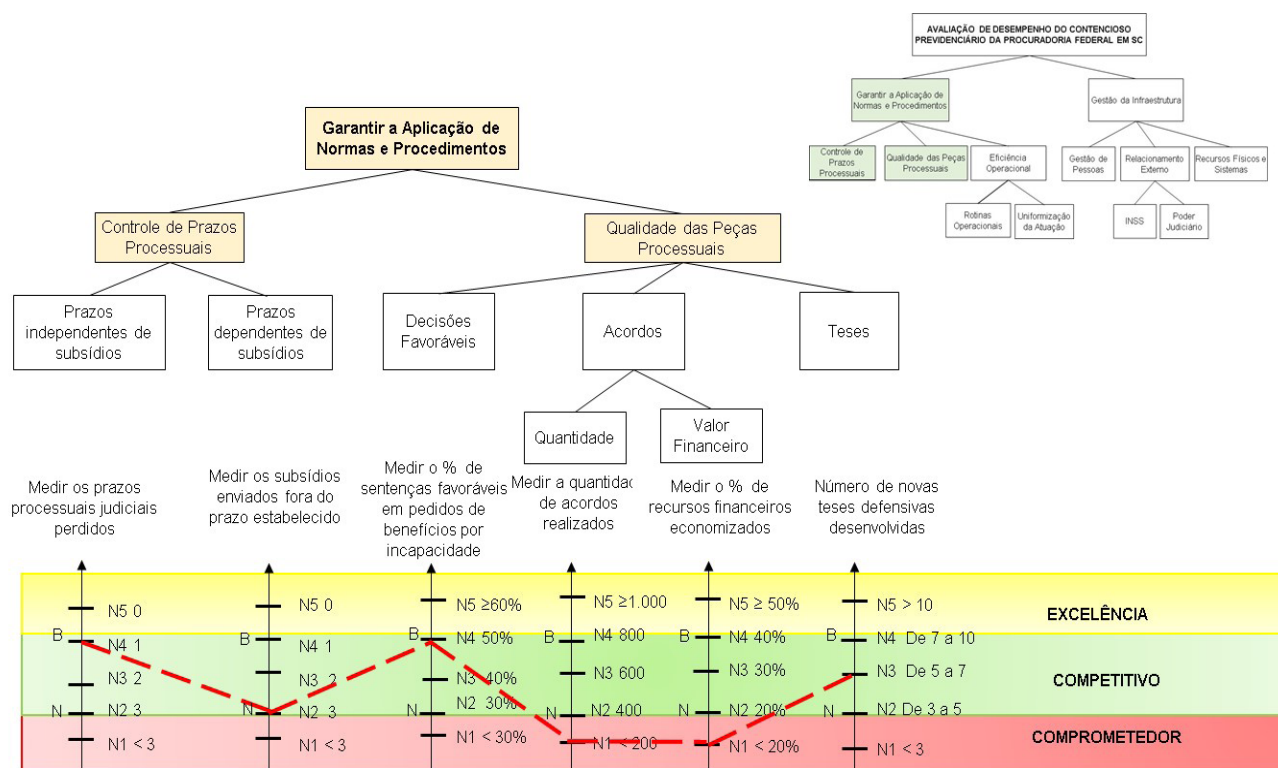 AVALIAÇÃO DE DESEMPENHO DO CONTENCIOSO
PREVIDENCIÁRIO DA PROCURADORIA FEDERAL EM SC
Garantir a Aplicação de
Normas e Procedimentos
Gestão da Infraestrutura
Controle de
Prazos
Processuais
Qualidade das Peças
Processuais
Eficiência
Operacional
Gestão de
Pessoas
Relacionamento
Externo
Recursos Físicos e
Sistemas
Rotinas
Operacionais
Uniformização
da Atuação
INSS
Poder
Judiciário
Garantir a Aplicação de
Normas e Procedimentos
Controle de Prazos
Processuais
Qualidade das Peças
Processuais
Prazos
independentes de
subsídios
Prazos
dependentes de
subsídios
Decisões
Favoráveis
Acordos
Teses
Quantidade
Valor
Financeiro
Medir os prazos
processuais judiciais
perdidos
Medir os subsídios
enviados fora do
prazo estabelecido
Medir o % de
sentenças favoráveis
em pedidos de
benefícios por
incapacidade
Medir a quantidad
de acordos
realizados
Medir o % de
recursos financeiros
economizados
Número de novas
teses defensivas
desenvolvidas
N5 0
B
N4 1
N3 2
N N2 3
N1 < 3
N5 0
B
N4 1
N3 2
N N2 3
N1 < 3
N5 ≥60%
B N4 50%
N3 40%
N N2 30%
N1 < 30%
N5 ≥1.000
B N4 800
N3 600
N N2 400
N1 < 200
N5 ≥ 50%
B N4 40%
N3 30%
N N2 20%
N1 < 20%
N5 > 10
B N4 De 7 a 10
N3 De 5 a 7
N N2 De 3 a 5
N1 < 3
EXCELÊNCIA
COMPETITIVO
COMPROMETEDOR